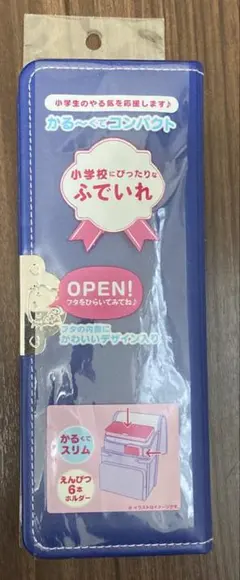 小学生のやる気を応援します♪
かる～くてコンパクト
小学校にぴったりな
ふでいれ
OPEN!
フタをひらいてみてね♪
フタの内側に
かわいいデザイン入り
かるくて
スリム
えんぴつ
6本
ホルダー
※イラストはイメージです。